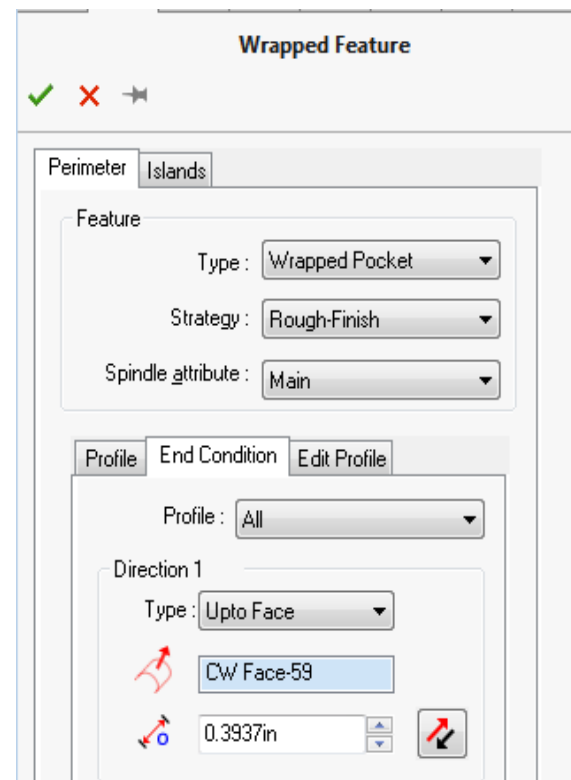 Wrapped Feature
Perimeter Islands
Feature
Type : Wrapped Pocket
Strategy : Rough-Finish
Spindle attribute : Main
Profile End Condition Edit Profile
Profile : All
Direction 1
Type : Upto Face
CW Face-59
0.3937in